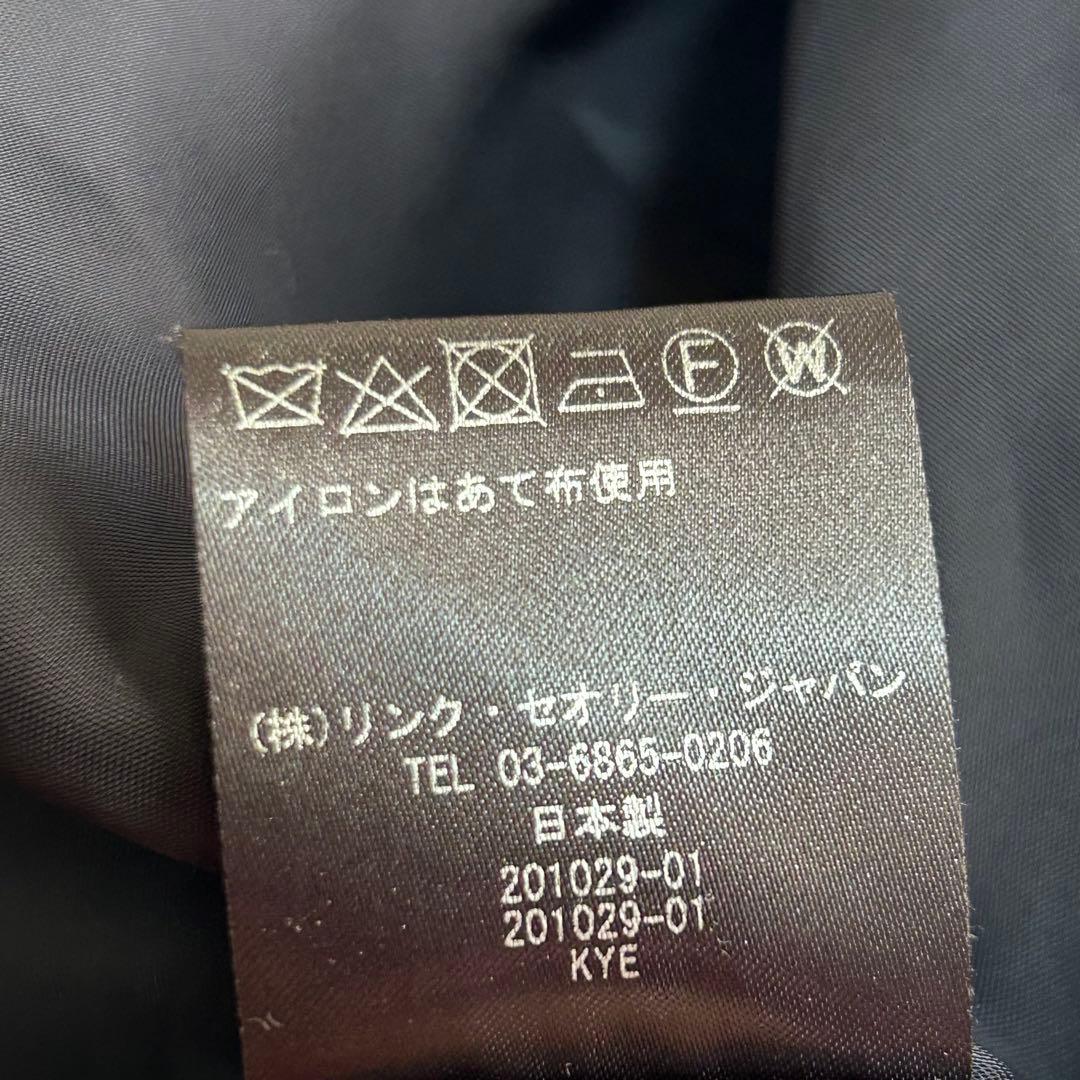 F W
アイロンはあて布使用
(株)リンク・セオリー・ジャパン
TEL 03-6865-0206
日本製
201029-01
201029-01
KYE